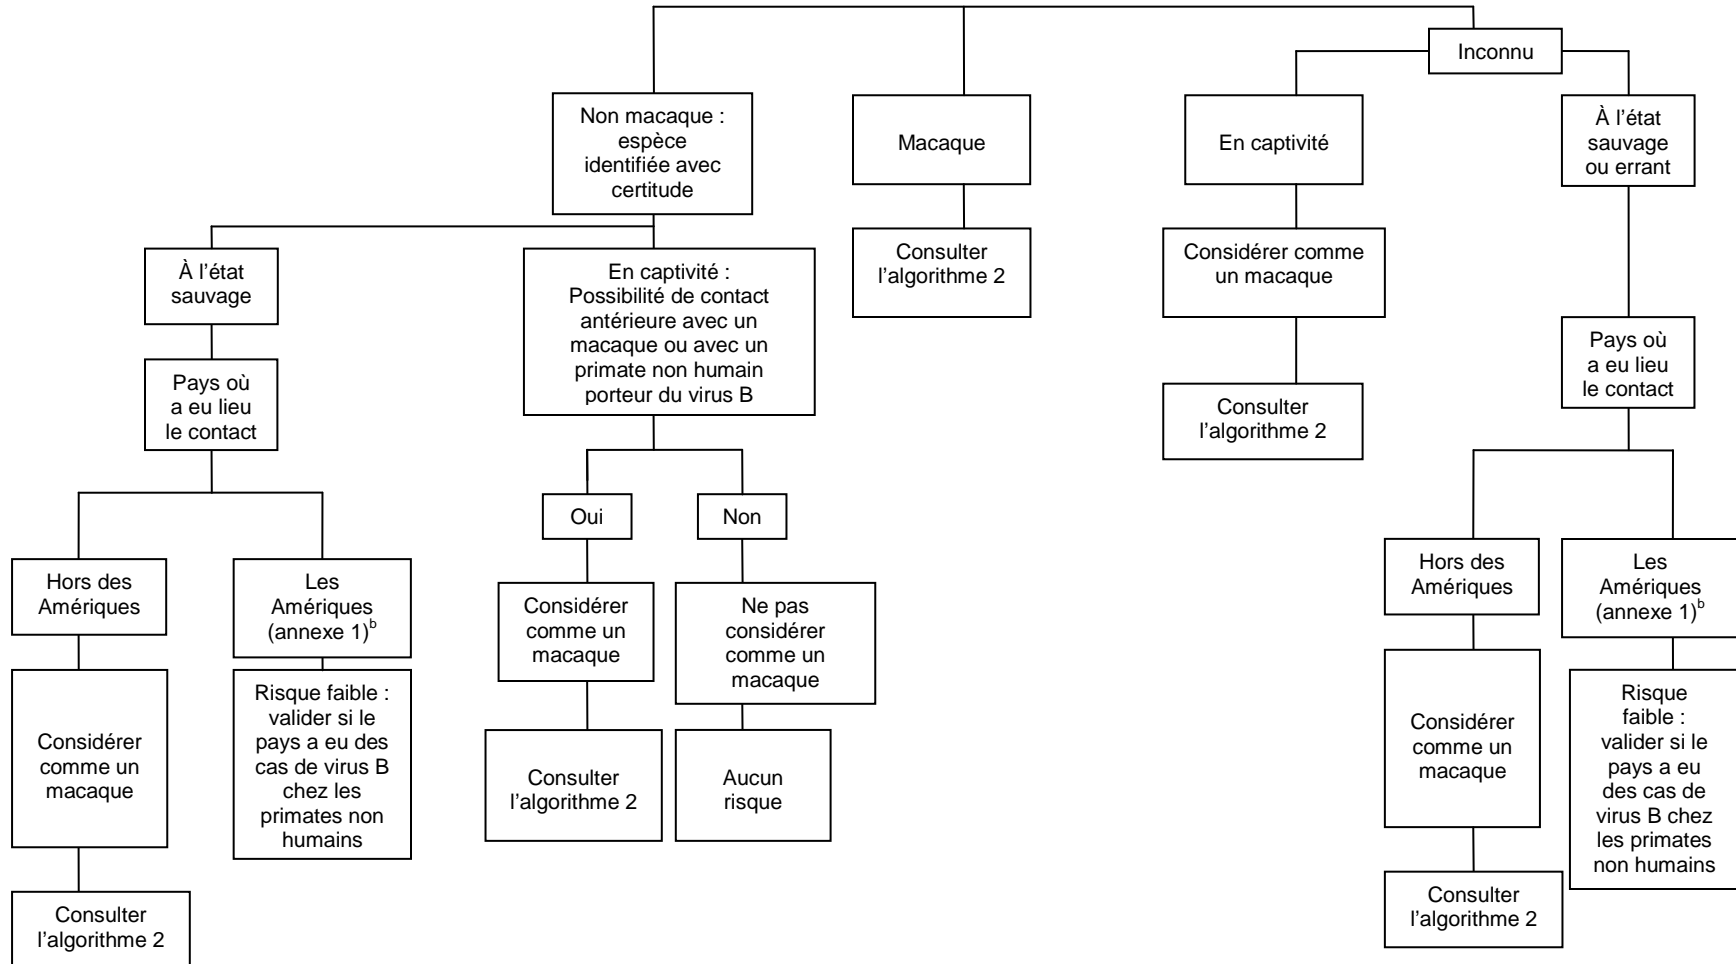 Inconnu
Non macaque :
espèce
identifiée avec
certitude
Macaque
En captivité
À l'état
sauvage
ou errant
À l'état
sauvage
En captivité :
Possibilité de contact
antérieure avec un
macaque ou avec un
primate non humain
porteur du virus B
Consulter
l'algorithme 2
Considérer comme
un macaque
Pays où
a eu lieu
le contact
Pays où
a eu lieu
le contact
Consulter
l'algorithme 2
Oui
Non
Hors des
Amériques
Les
Amériques
(annexe 1)b
Considérer
comme un
macaque
Ne pas
considérer
comme un
macaque
Hors des
Amériques
Les
Amériques
(annexe 1)b
Considérer
comme un
macaque
Risque faible :
valider si le
pays a eu des
cas de virus B
chez les
primates non
humains
Consulter
l'algorithme 2
Aucun
risque
Considérer
comme un
macaque
Risque
faible :
valider si le
pays a eu
des cas de
virus B chez
les primates
non humains
Consulter
l'algorithme 2
Consulter
l'algorithme 2